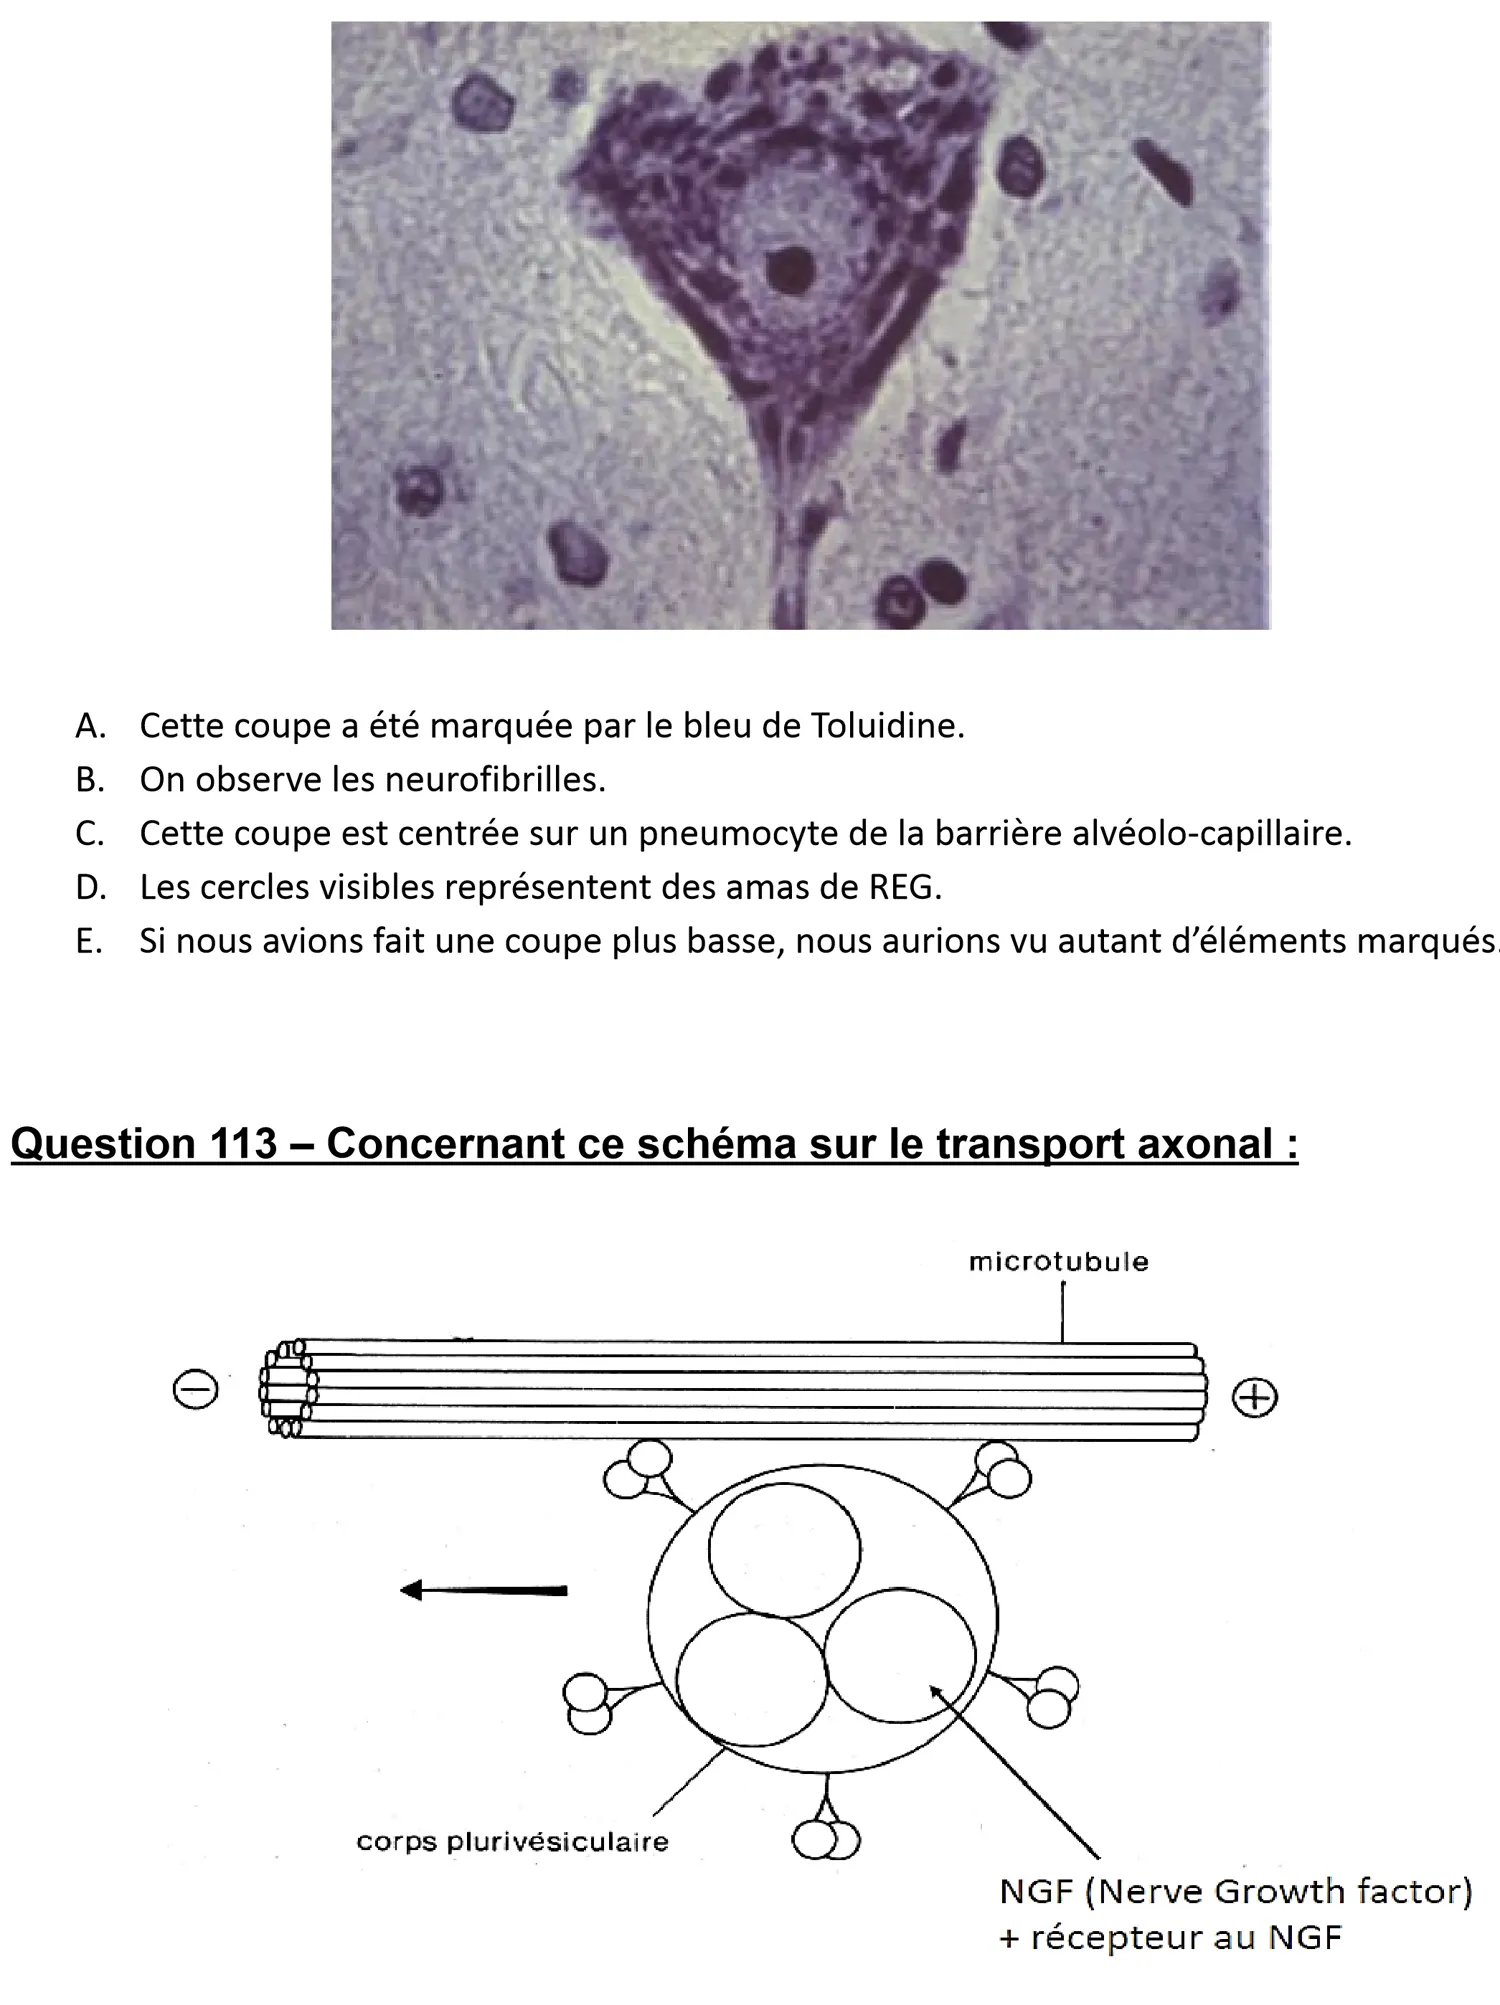 A. Cette coupe a été marquée par le bleu de Toluidine.
B. On observe les neurofibrilles.
C. Cette coupe est centrée sur un pneumocyte de la barrière alvéolo-capillaire.
D. Les cercles visibles représentent des amas de REG.
E. Si nous avions fait une coupe plus basse, nous aurions vu autant d’éléments marqués.
Question 113 – Concernant ce schéma sur le transport axonal :
microtubule
− +
corps plurivésiculaire
NGF (Nerve Growth factor)
+ récepteur au NGF